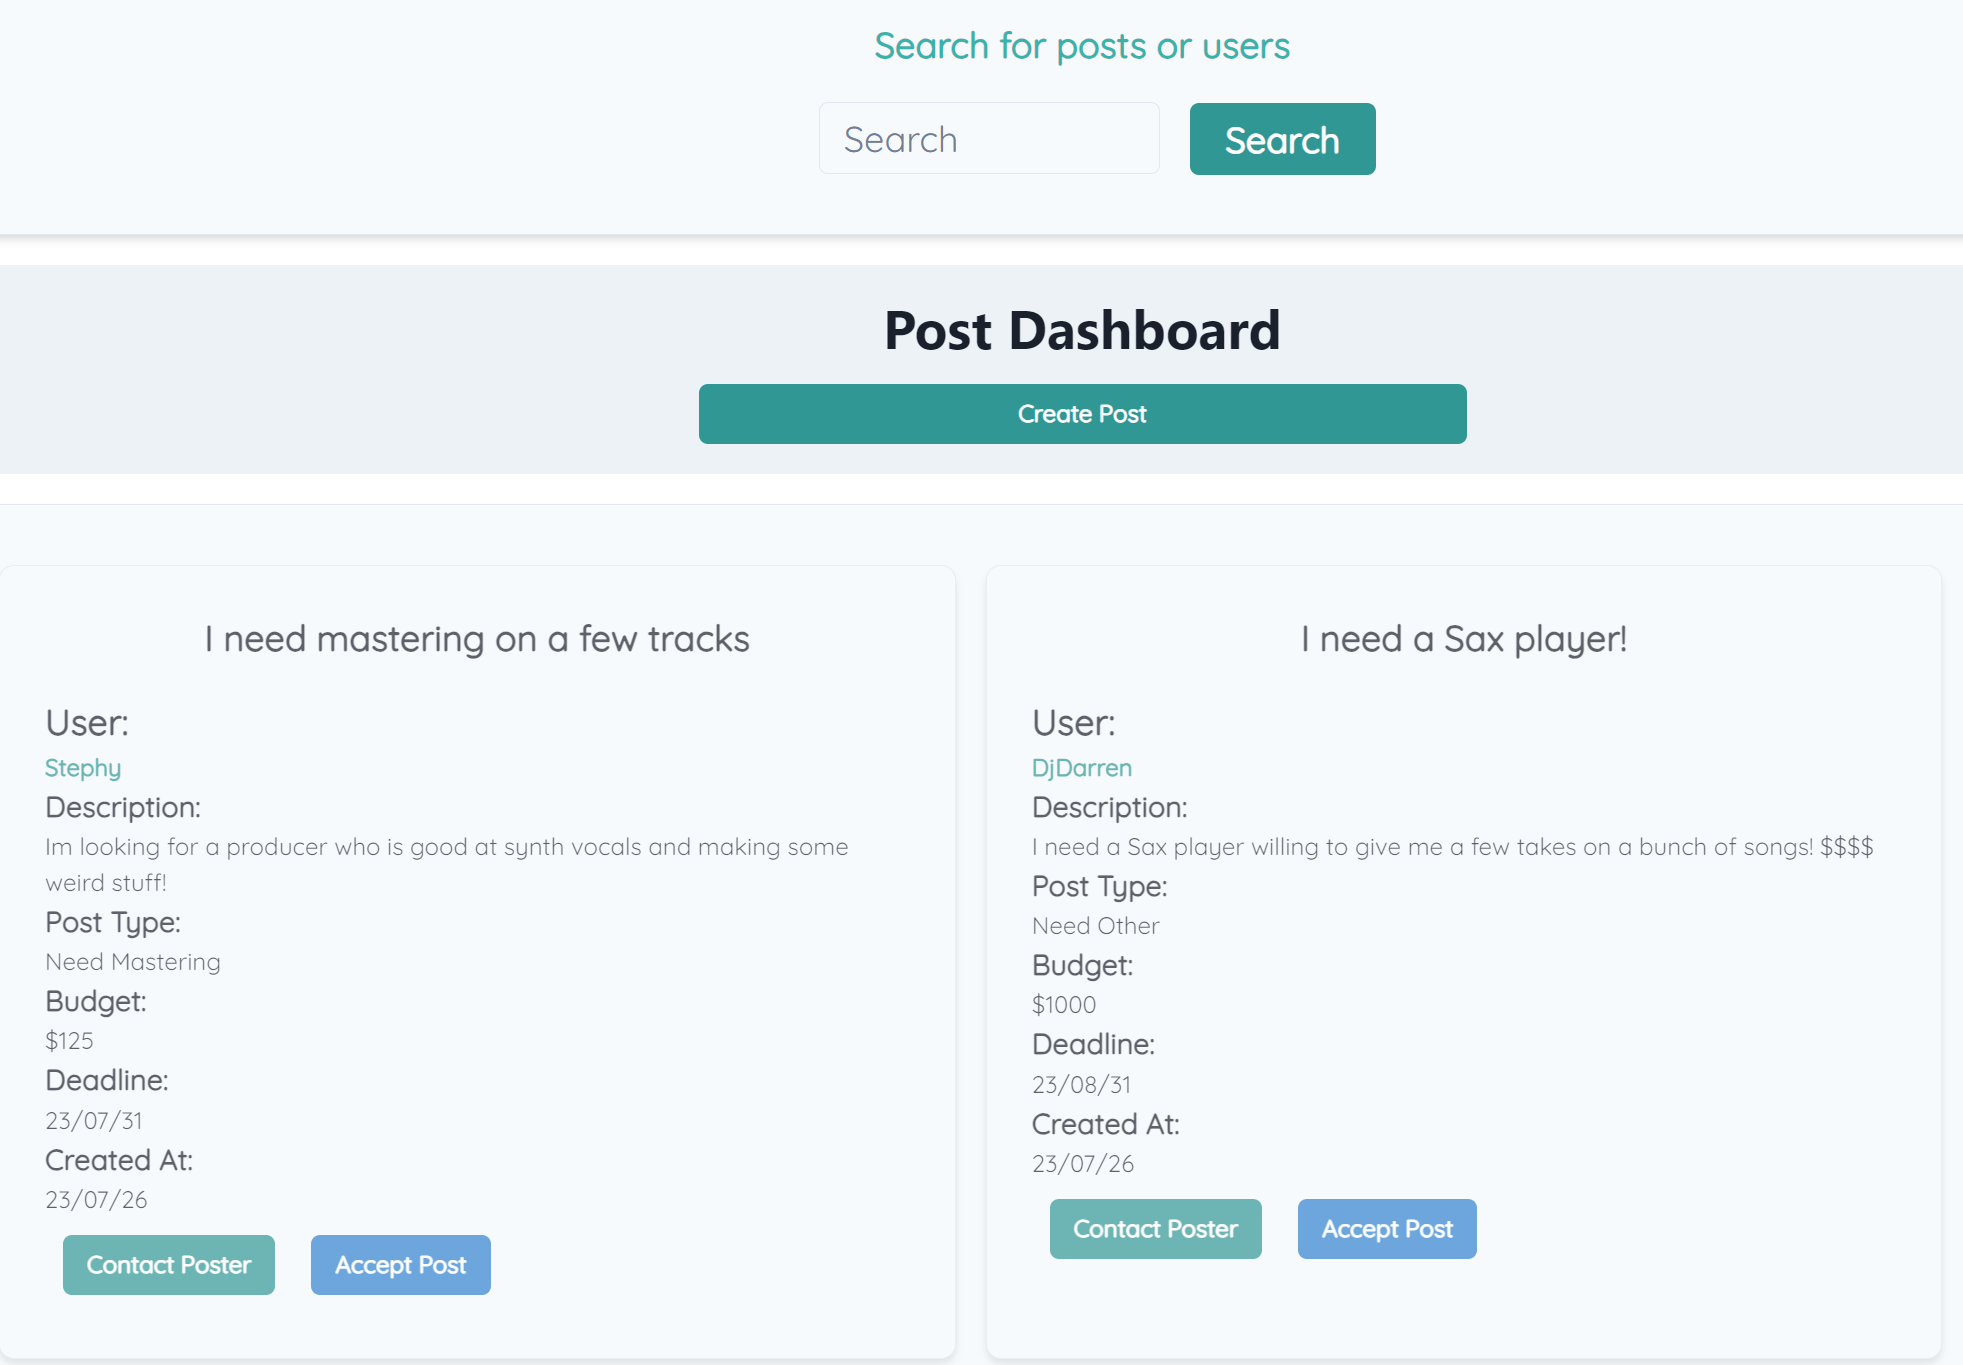 Search for posts or users
Search
Search
Post Dashboard
Create Post
I need mastering on a few tracks
User:
Stephy
Description:
Im looking for a producer who is good at synth vocals and making some
weird stuff!
Post Type:
Need Mastering
Budget:
$125
Deadline:
23/07/31
Created At:
23/07/26
Contact Poster
Accept Post
I need a Sax player!
User:
DjDarren
Description:
I need a Sax player willing to give me a few takes on a bunch of songs! $$$$
Post Type:
Need Other
Budget:
$1000
Deadline:
23/08/31
Created At:
23/07/26
Contact Poster
Accept Post